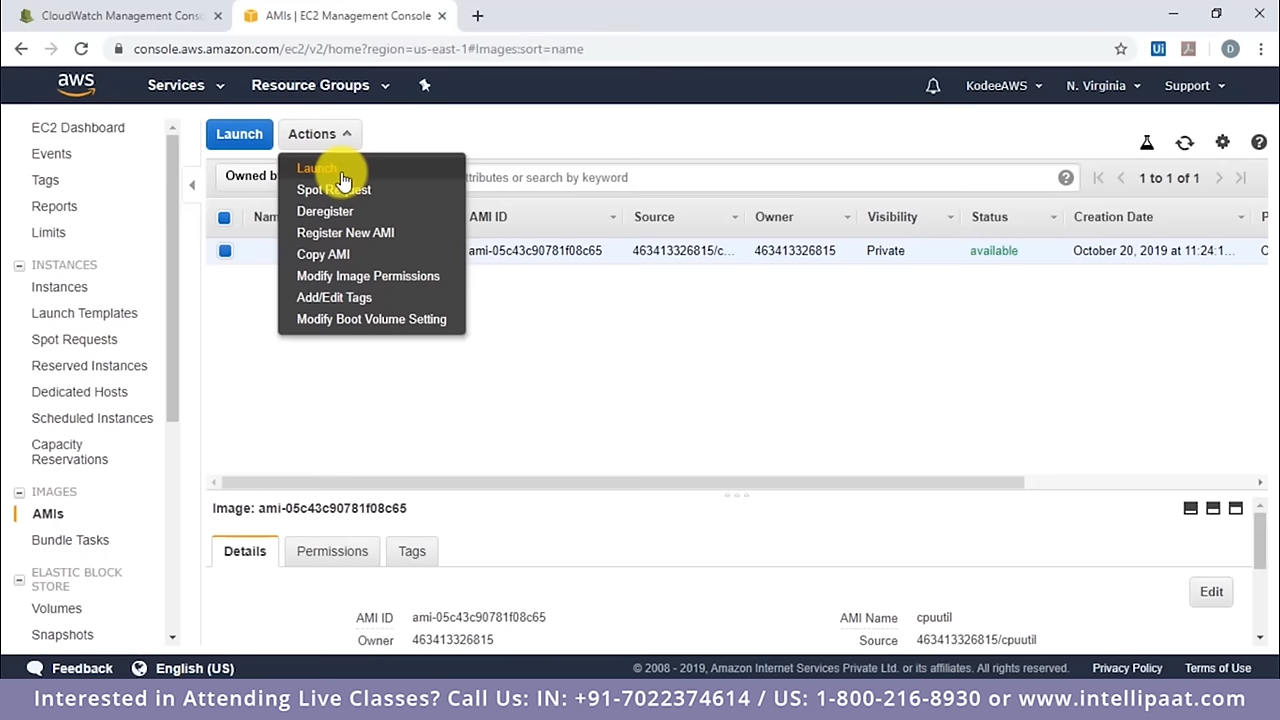 CloudWatch Management Conso
AMIs | EC2 Management Console
console.aws.amazon.com/ec2/v2/home?region=us-east-1#Images:sort=name
Ui
D
aws
Services
Resource Groups
KodeeAWS
N. Virginia
Support
EC2 Dashboard
Events
Tags
Reports
Limits
INSTANCES
Instances
Launch Templates
Spot Requests
Reserved Instances
Dedicated Hosts
Scheduled Instances
Capacity
Reservations
IMAGES
AMIs
Bundle Tasks
ELASTIC BLOCK
STORE
Volumes
Snapshots
Launch
Actions
Launch
Spot Request
Deregister
Register New AMI
Copy AMI
Modify Image Permissions
Add/Edit Tags
Modify Boot Volume Setting
Owned by
ttributes or search by keyword
1 to 1 of 1
Nam
AMI ID
Source
Owner
Visibility
Status
Creation Date
P
ami-05c43c90781f08c65
463413326815/c...
463413326815
Private
available
October 20, 2019 at 11:24:1...
Image: ami-05c43c90781f08c65
Details
Permissions
Tags
Edit
AMI ID
ami-05c43c90781f08c65
AMI Name
cpuutil
Owner
463413326815
Source
463413326815/cpuutil
Feedback
English (US)
© 2008 - 2019, Amazon Internet Services Private Ltd. or its affiliates. All rights reserved.
Privacy Policy
Terms of Use
Interested in Attending Live Classes? Call Us: IN: +91-7022374614 / US: 1-800-216-8930 or www.intellipaat.com